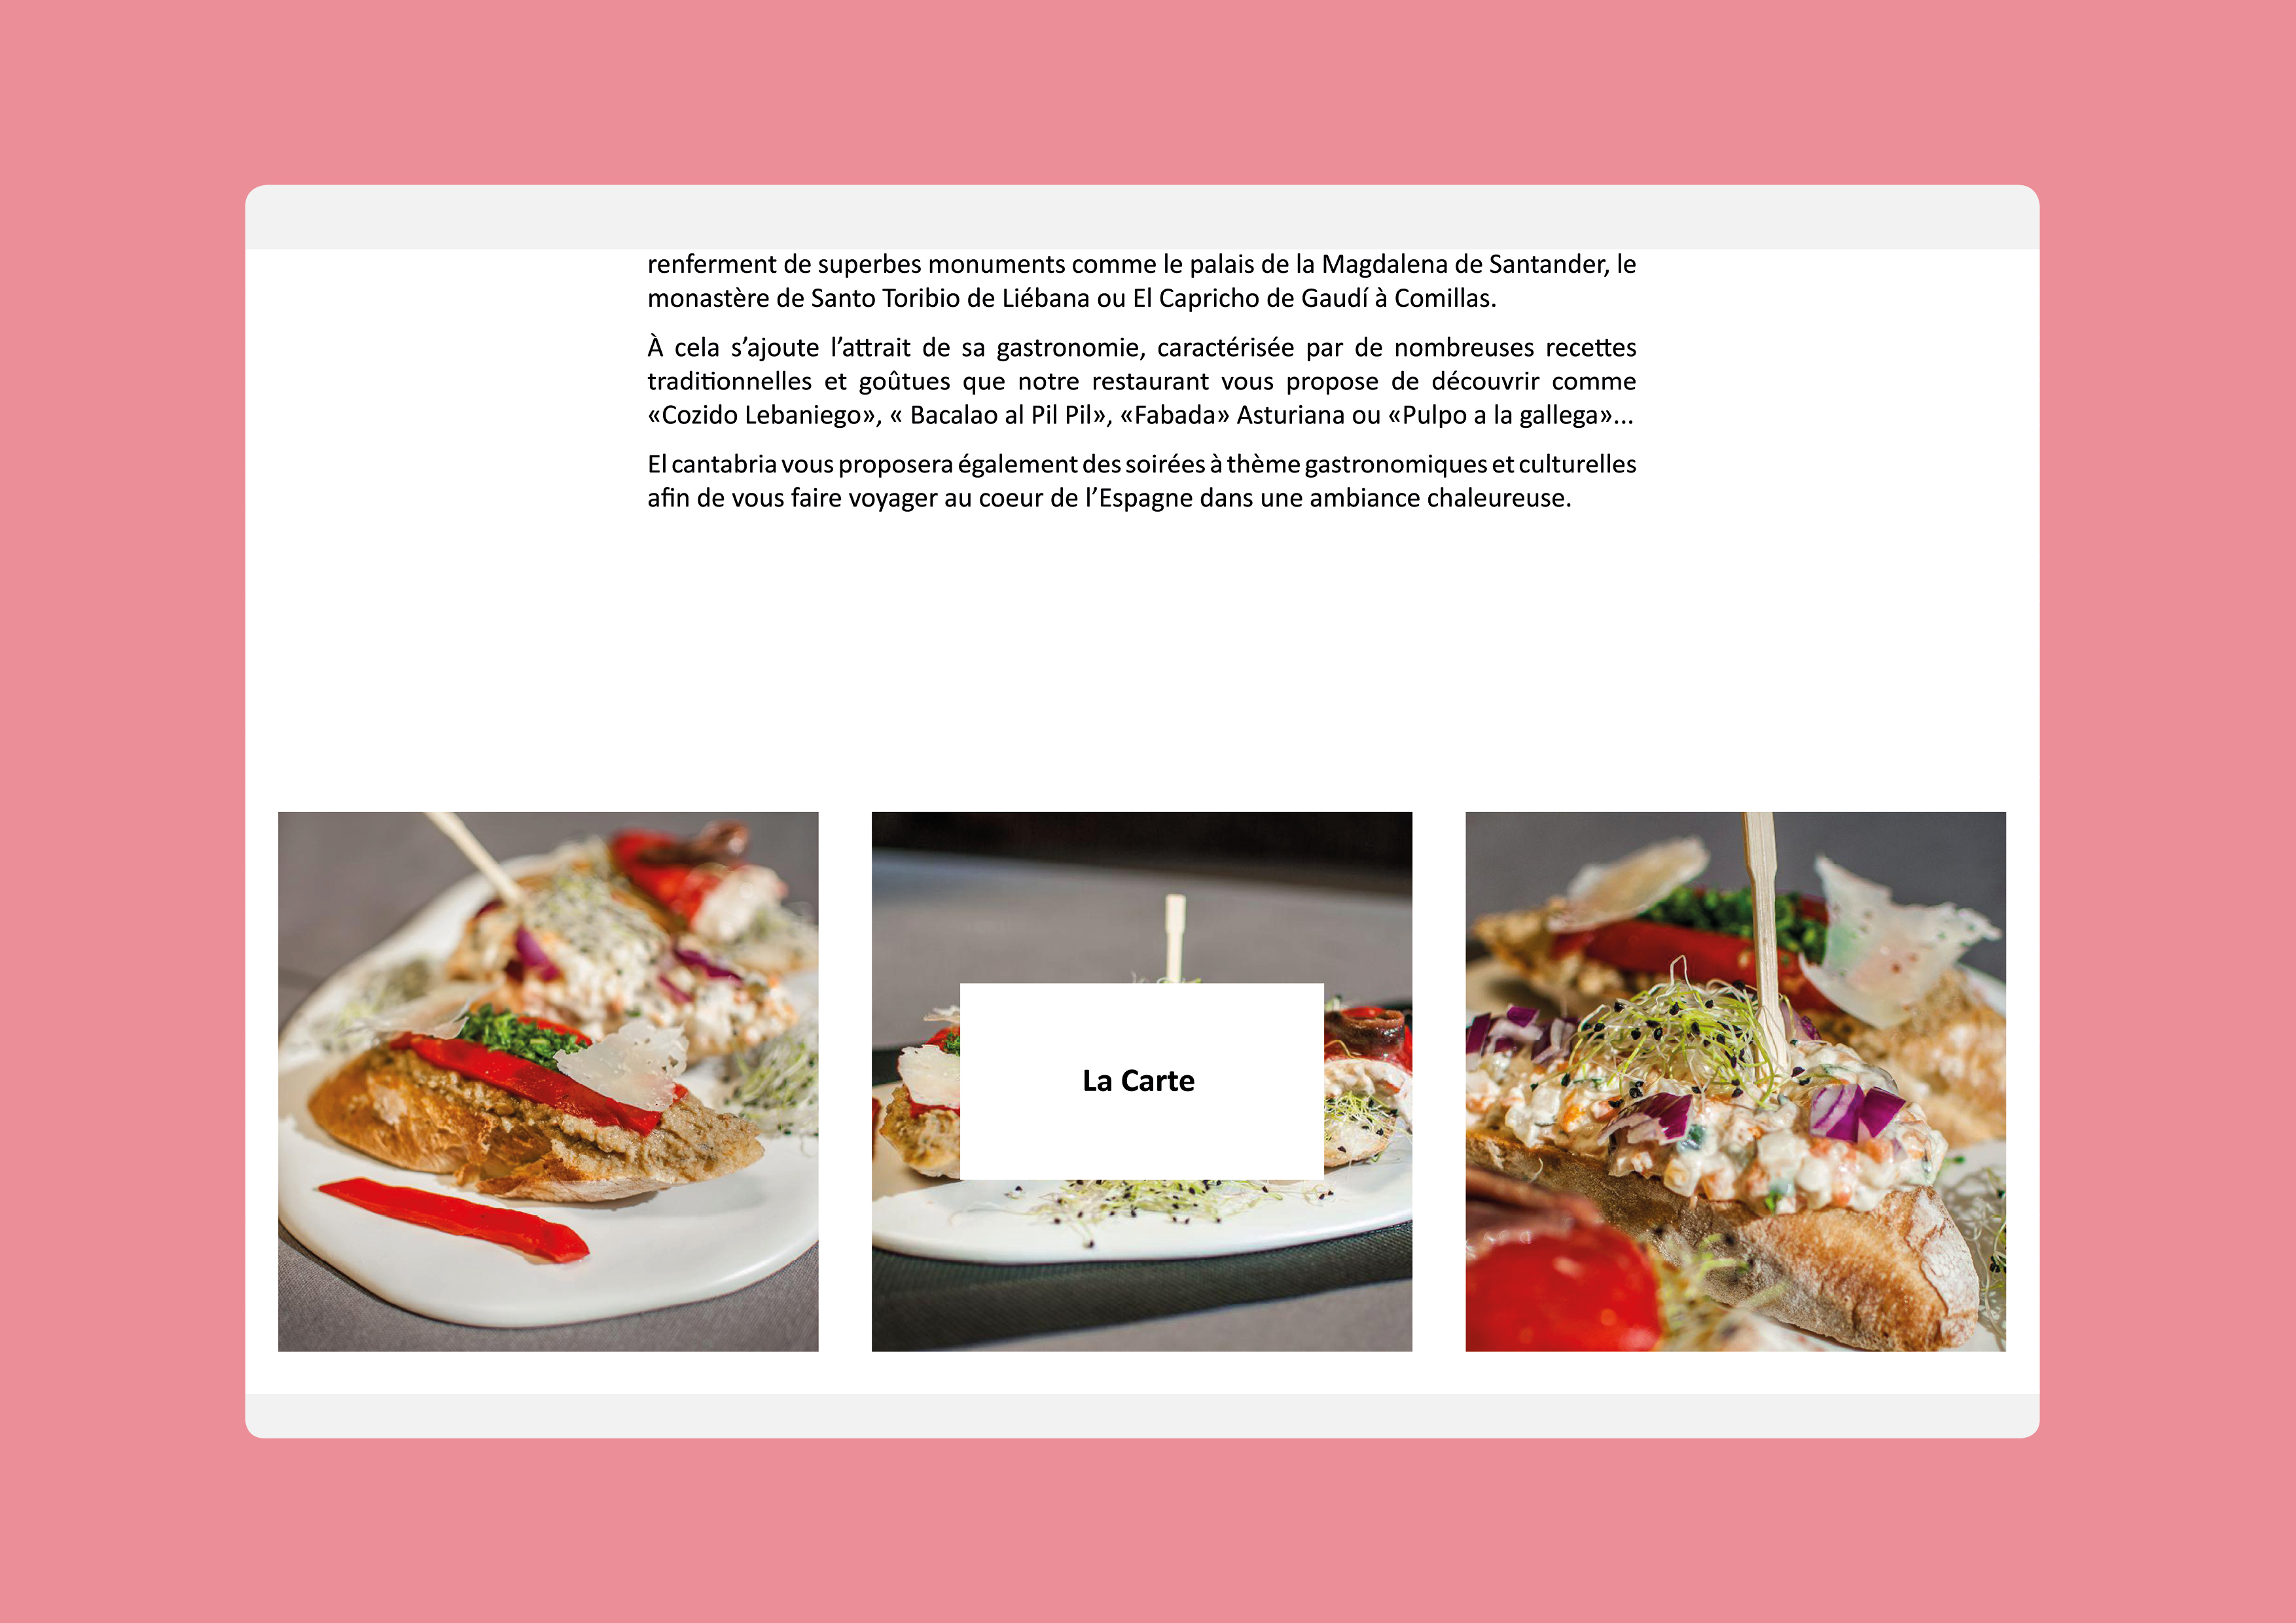 renferment de superbes monuments comme le palais de la Magdalena de Santander, le
monastère de Santo Toribio de Liébana ou El Capricho de Gaudí à Comillas.
À cela s’ajoute l’attrait de sa gastronomie, caractérisée par de nombreuses recettes
traditionnelles et goûtues que notre restaurant vous propose de découvrir comme
«Cozido Lebaniego», « Bacalao al Pil Pil», «Fabada» Asturiana ou «Pulpo a la gallega»...
El cantabria vous proposera également des soirées à thème gastronomiques et culturelles
afin de vous faire voyager au coeur de l’Espagne dans une ambiance chaleureuse.
La Carte